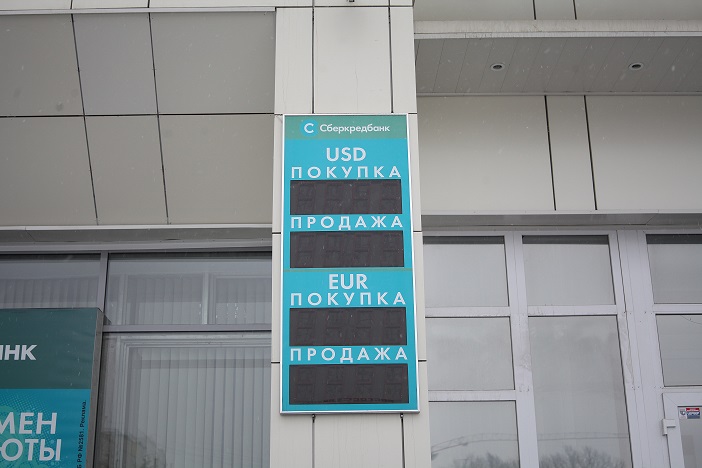 С Сберкредбанк
USD
ПОКУПКА
ПРОДАЖА
EUR
ПОКУПКА
ПРОДАЖА
НК
МЕН
ЮТЫ